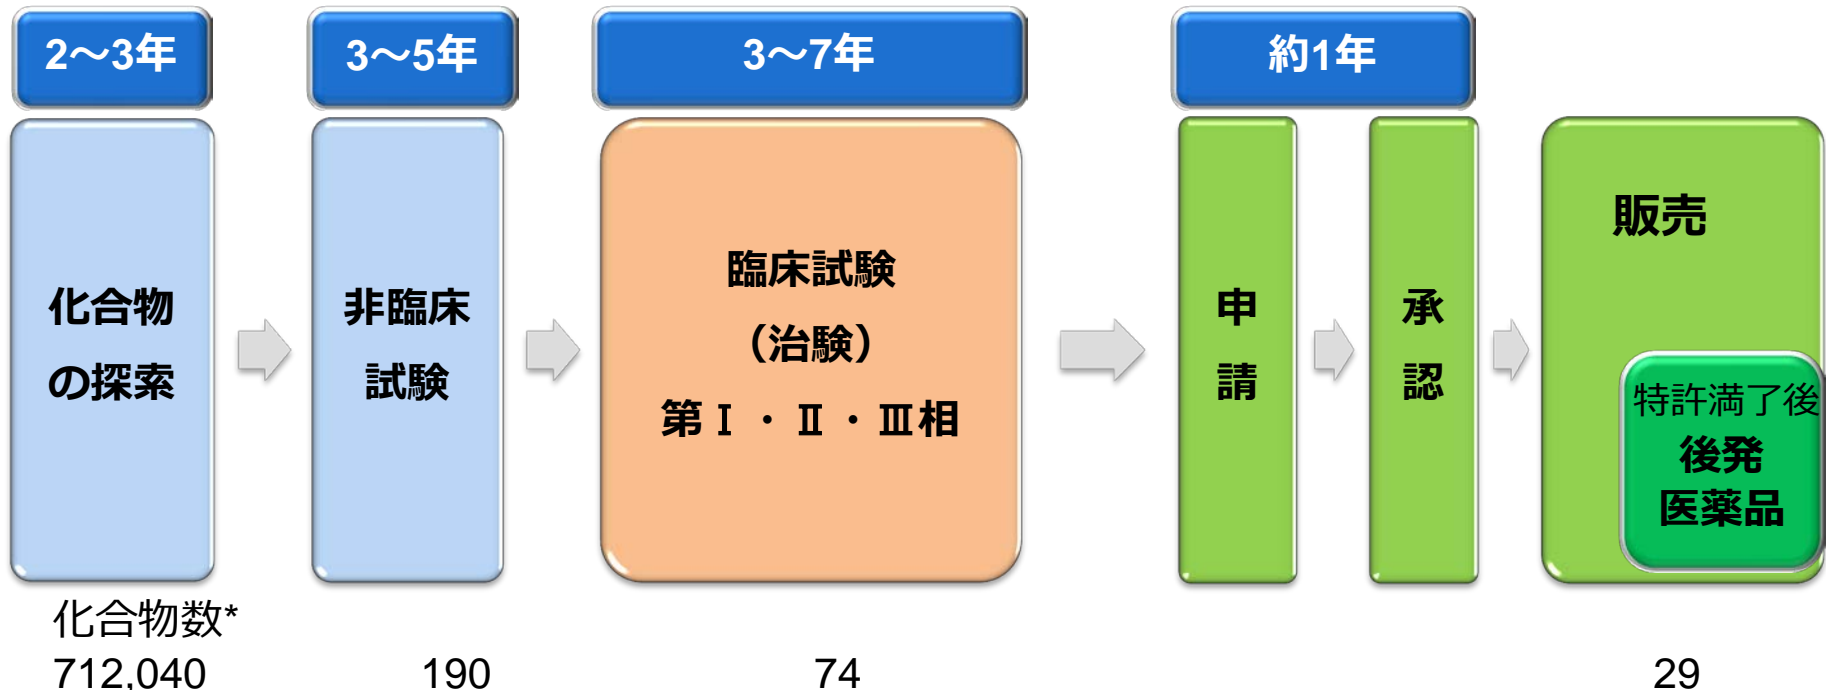 2～3年
3～5年
3～7年
約1年
化合物
の探索
非臨床
試験
臨床試験
（治験）
第Ⅰ・Ⅱ・Ⅲ相
申
請
承
認
販売
特許満了後
後発
医薬品
化合物数*
712,040
190
74
29